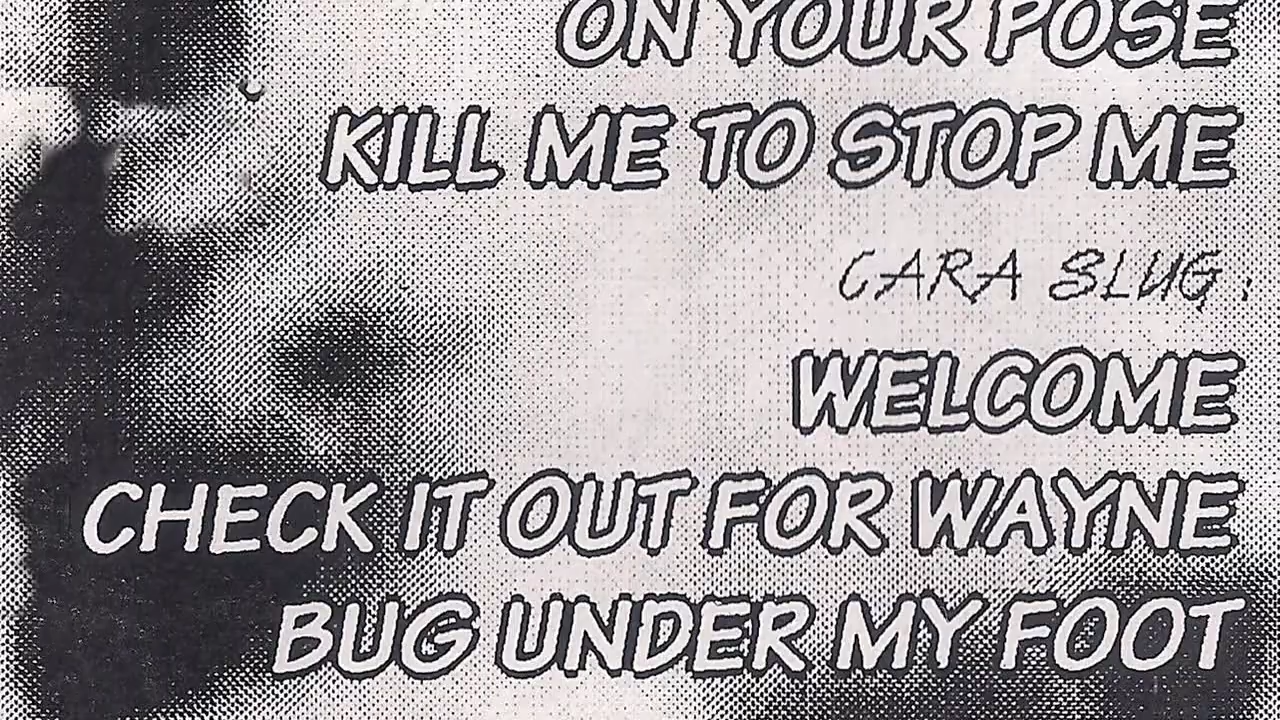 ON YOUR POSE
KILL ME TO STOP ME
CARA SLUG:
WELCOME
CHECK IT OUT FOR WAYNE
BUG UNDER MY FOOT